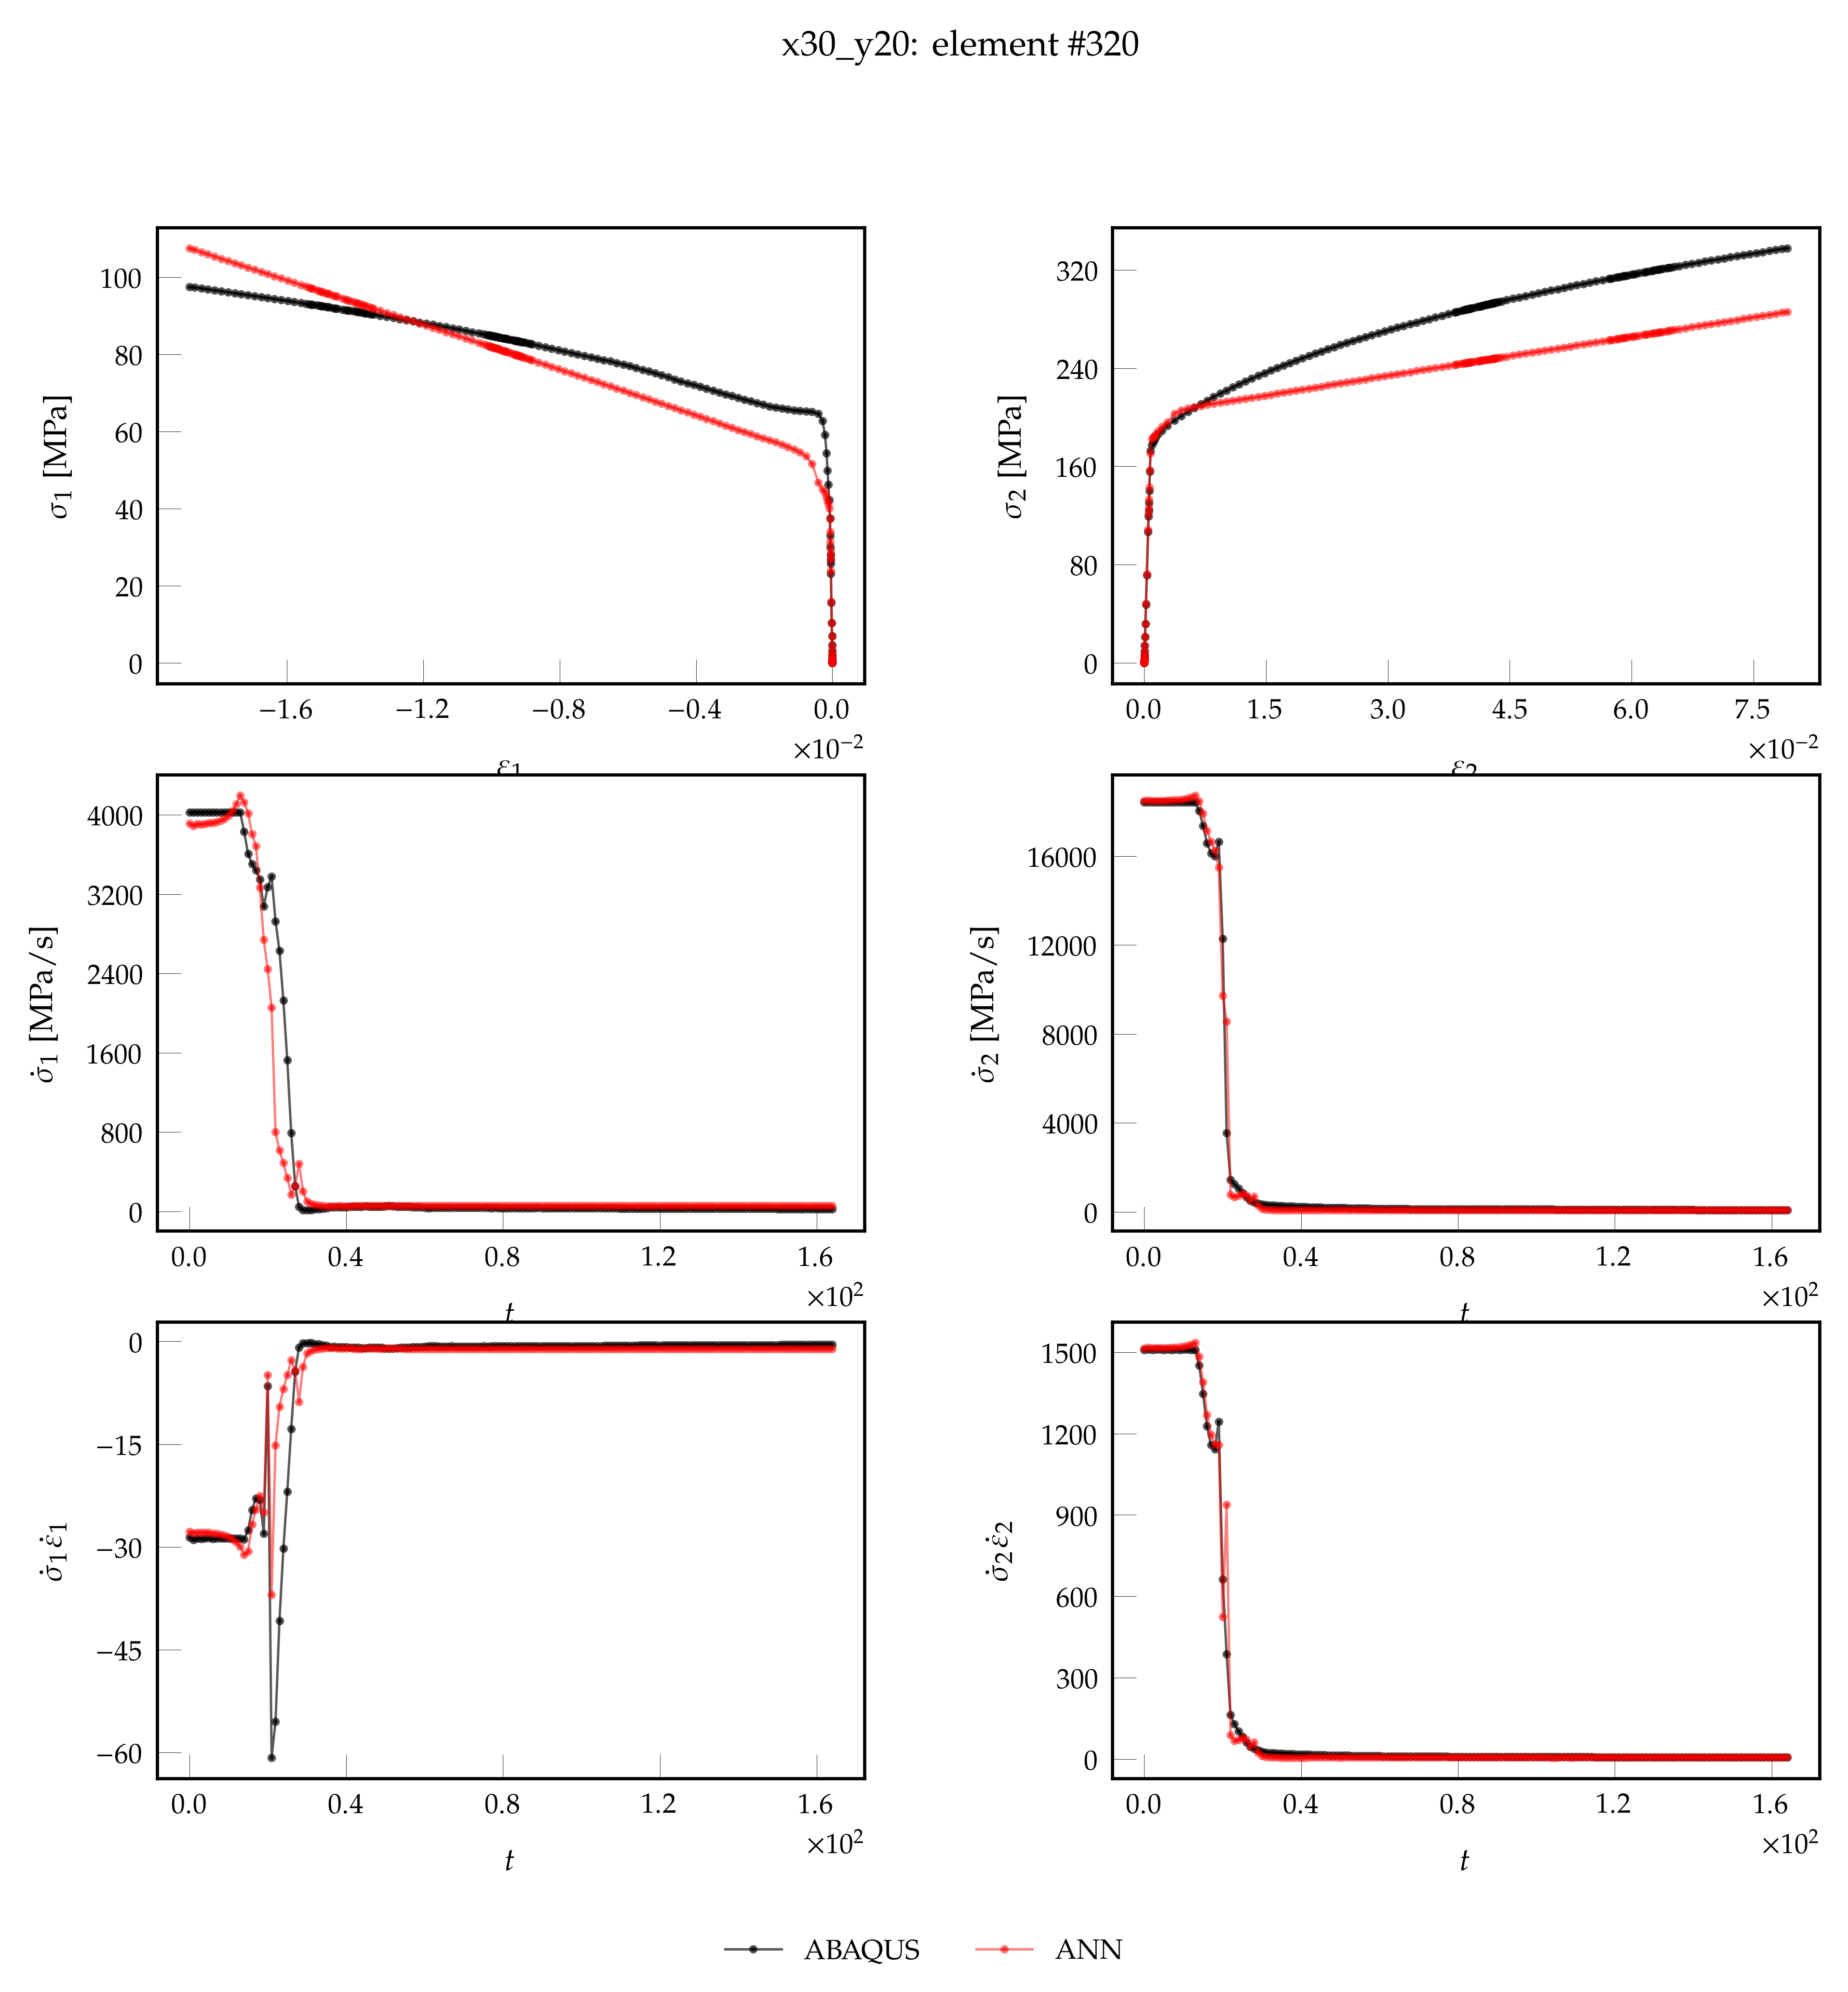 x30_y20: element #320
σ₁ [MPa]
100
80
60
40
20
0
−1.6 −1.2 −0.8 −0.4 0.0
×10⁻²
ε₁
σ₂ [MPa]
320
240
160
80
0
0.0 1.5 3.0 4.5 6.0 7.5
×10⁻²
ε₂
σ̇₁ [MPa/s]
4000
3200
2400
1600
800
0
0.0 0.4 0.8 1.2 1.6
×10²
t
σ̇₂ [MPa/s]
16000
12000
8000
4000
0
0.0 0.4 0.8 1.2 1.6
×10²
t
σ̇₁ε̇₁
0
−15
−30
−45
−60
0.0 0.4 0.8 1.2 1.6
×10²
t
σ̇₂ε̇₂
1500
1200
900
600
300
0
0.0 0.4 0.8 1.2 1.6
×10²
t
ABAQUS ANN